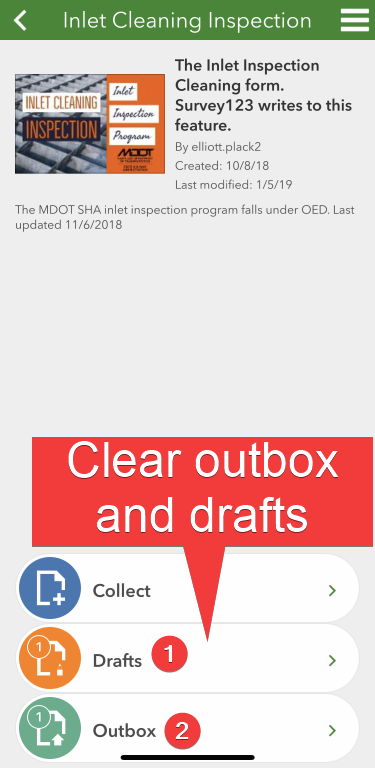 Inlet Cleaning Inspection
The Inlet Inspection
Cleaning form.
Survey123 writes to this
feature.
By elliott.plack2
Created: 10/8/18
Last modified: 1/5/19
INLET CLEANING
INSPECTION
Inlet
Inspection
Program
MDOT
The MDOT SHA inlet inspection program falls under OED. Last
updated 11/6/2018
Clear outbox
and drafts
Collect
1
Drafts
1
1
Outbox
2